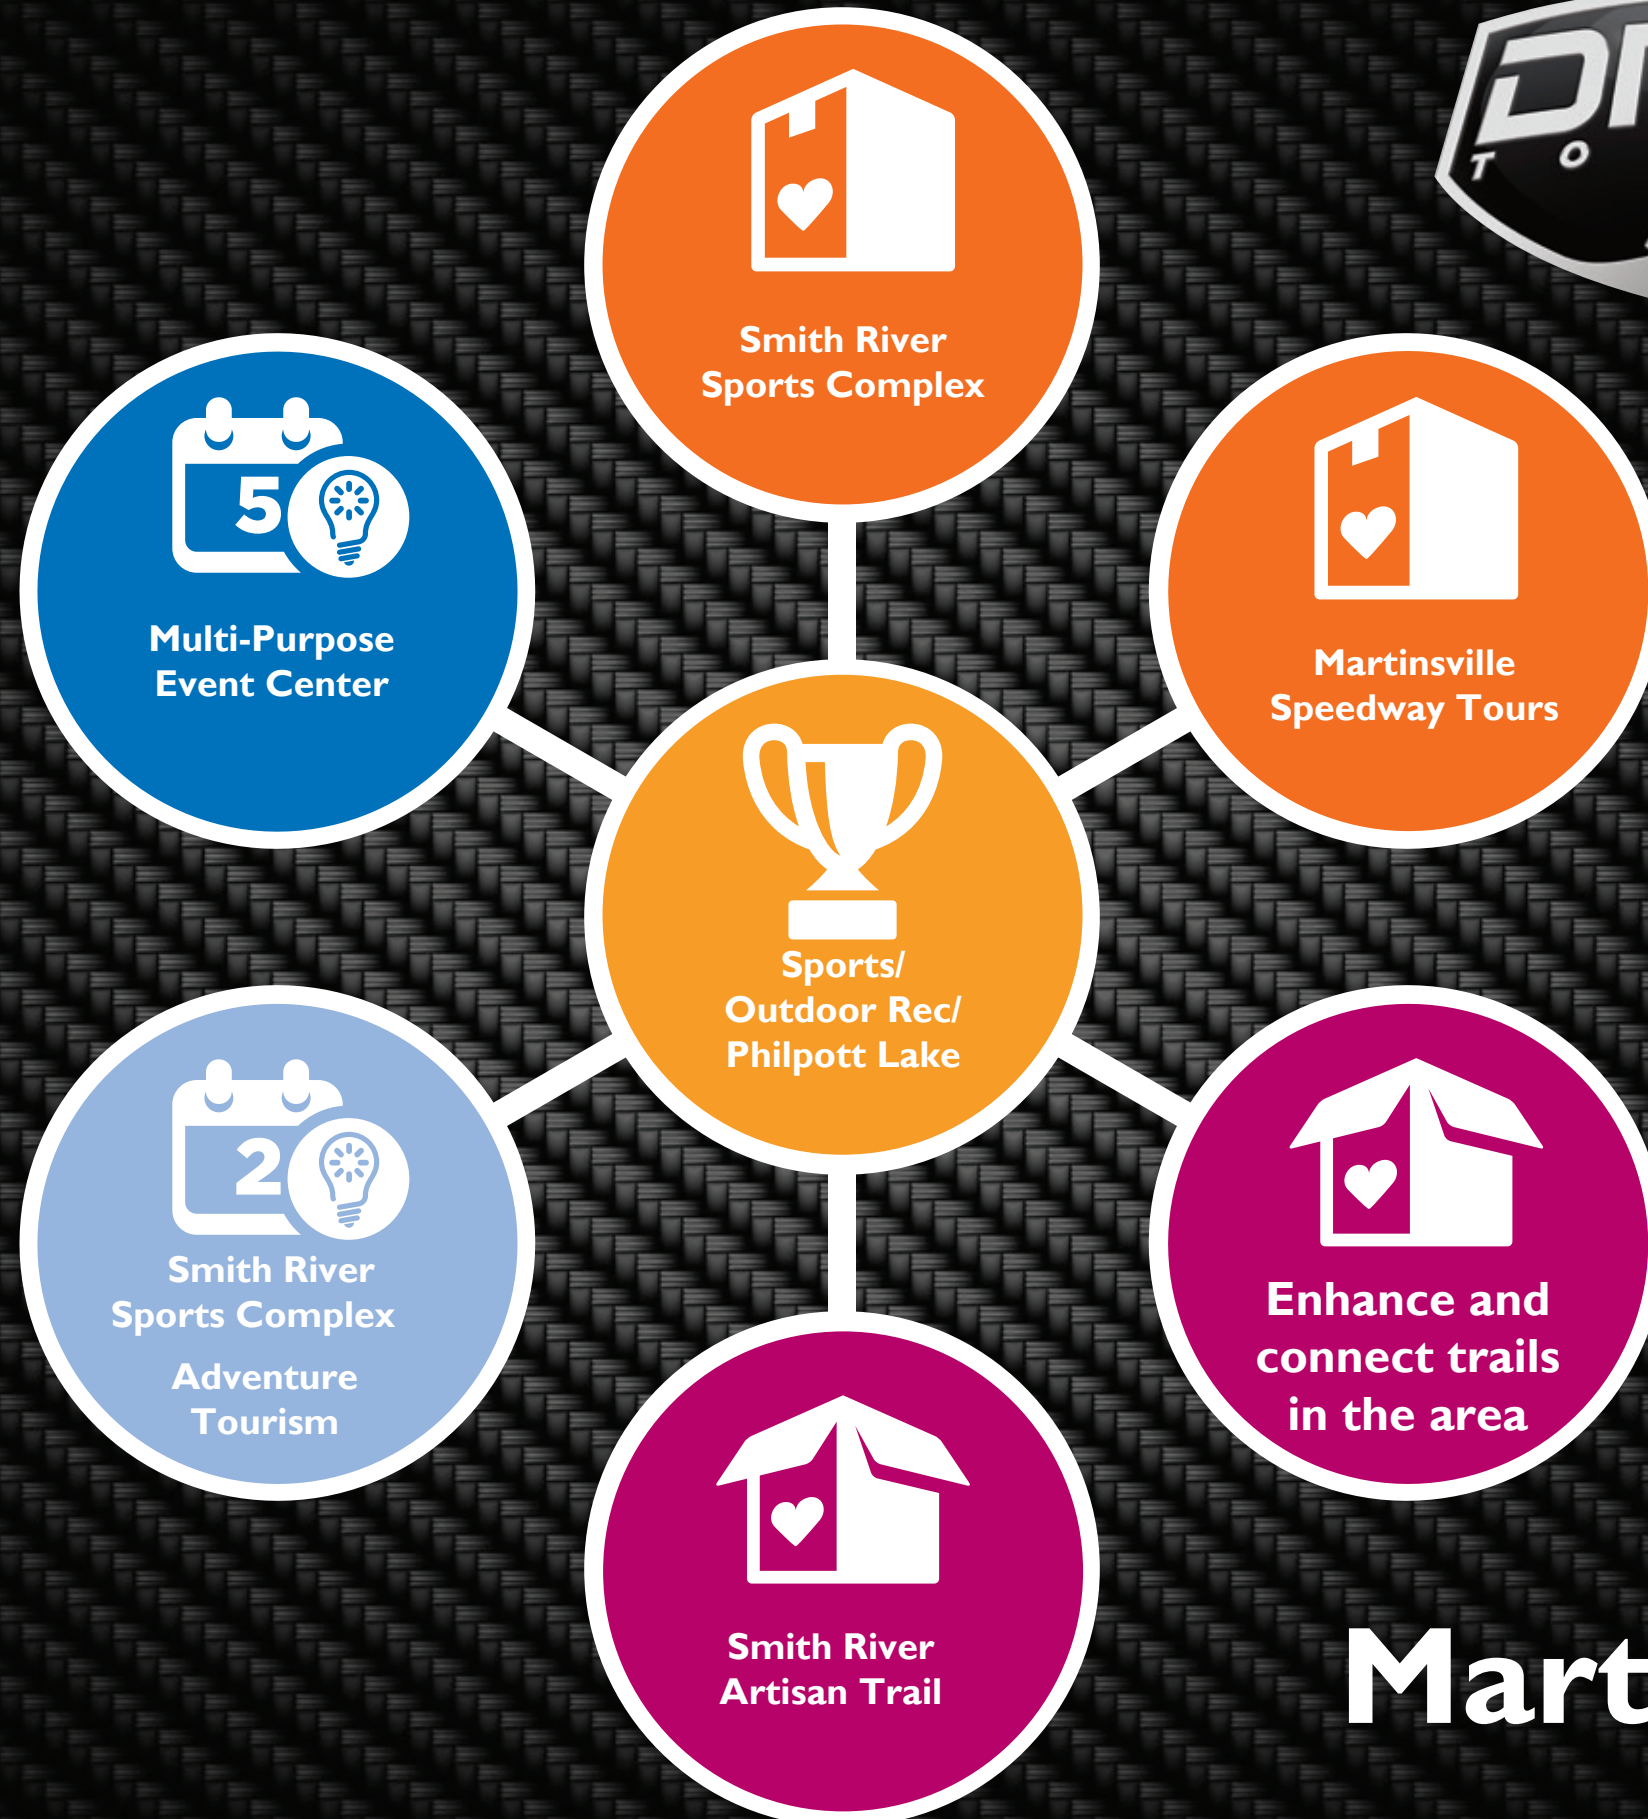 Smith River
Sports Complex
5
Multi-Purpose
Event Center
Martinsville
Speedway Tours
Sports/
Outdoor Rec/
Philpott Lake
2
Smith River
Sports Complex
Adventure
Tourism
Enhance and
connect trails
in the area
Smith River
Artisan Trail
Mart